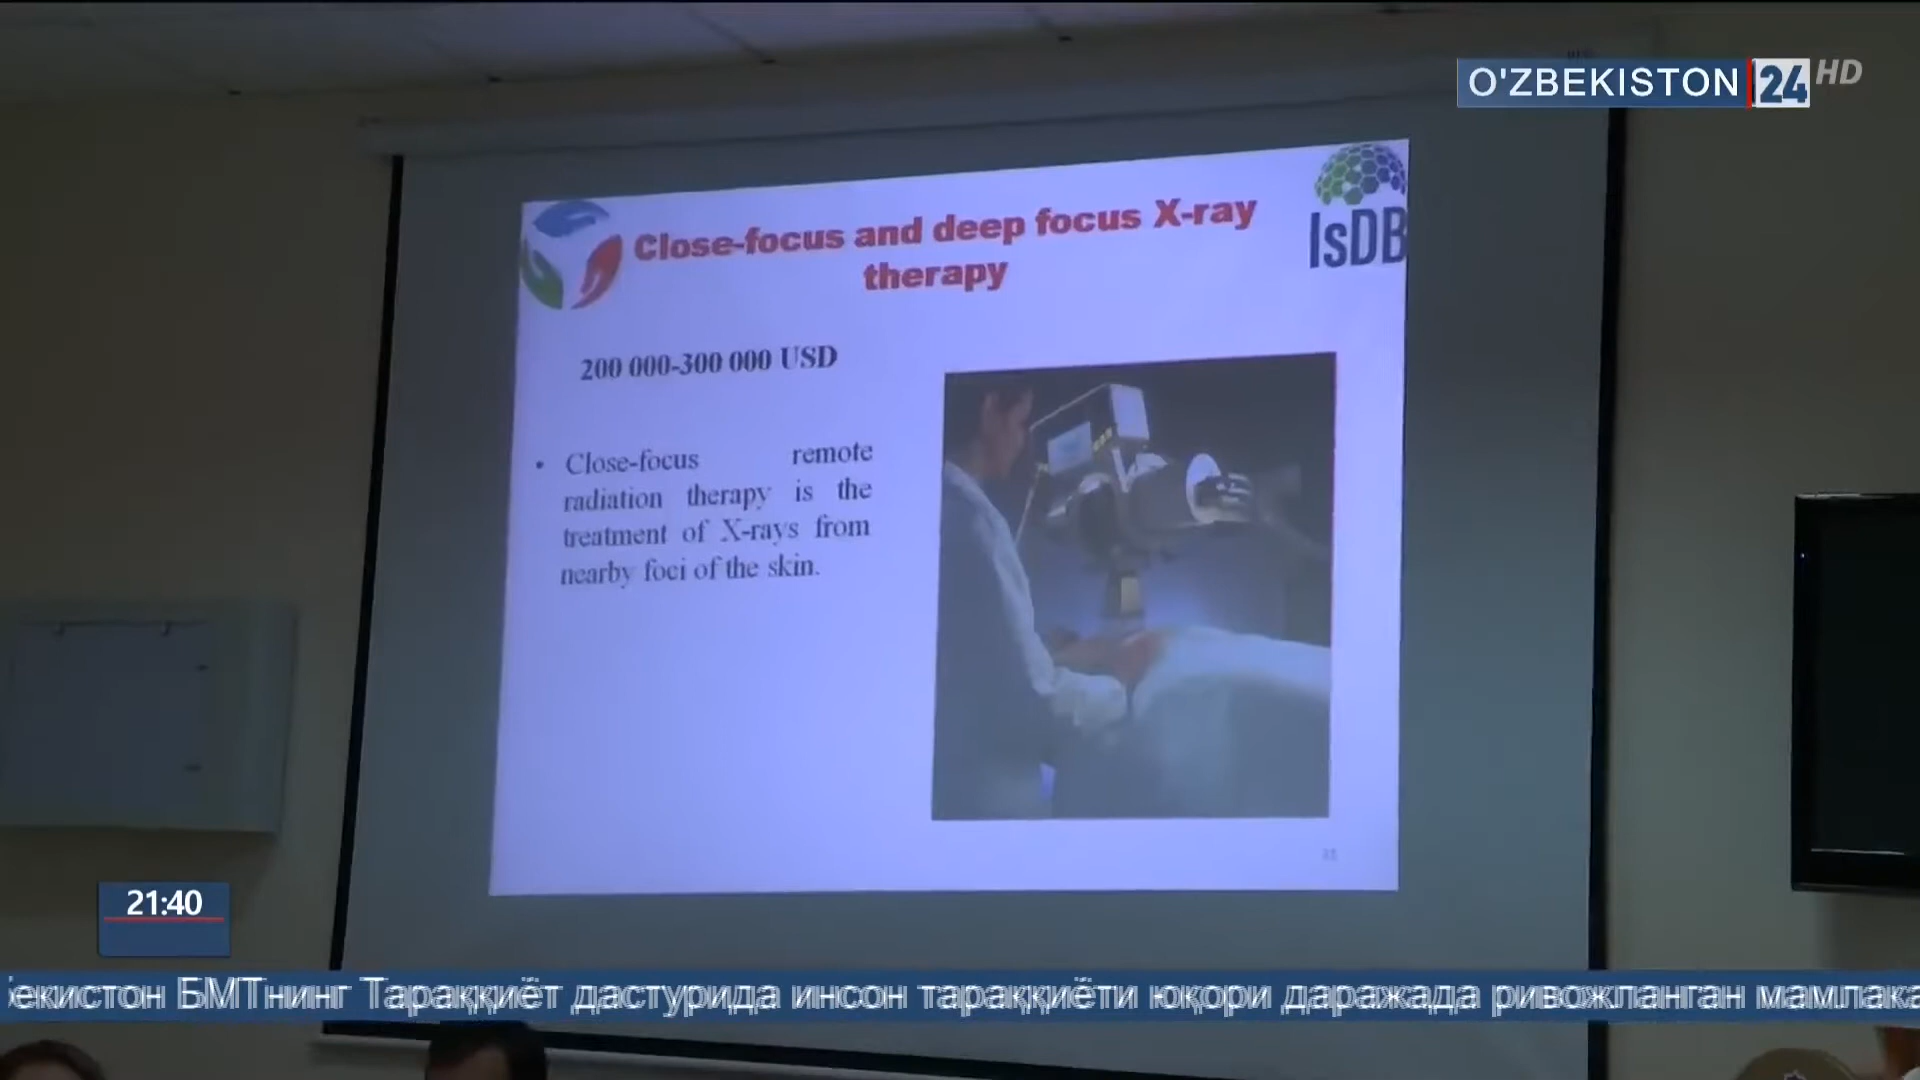 O'ZBEKISTON 24 HD
Close-focus and deep focus X-ray
therapy
IsDB
200 000-300 000 USD
• Close-focus remote
radiation therapy is the
treatment of X-rays from
nearby foci of the skin.
21:40
бекистон БМТнинг Тараққиёт дастурида инсон тараққиёти юқори даражада ривожланган мамлака